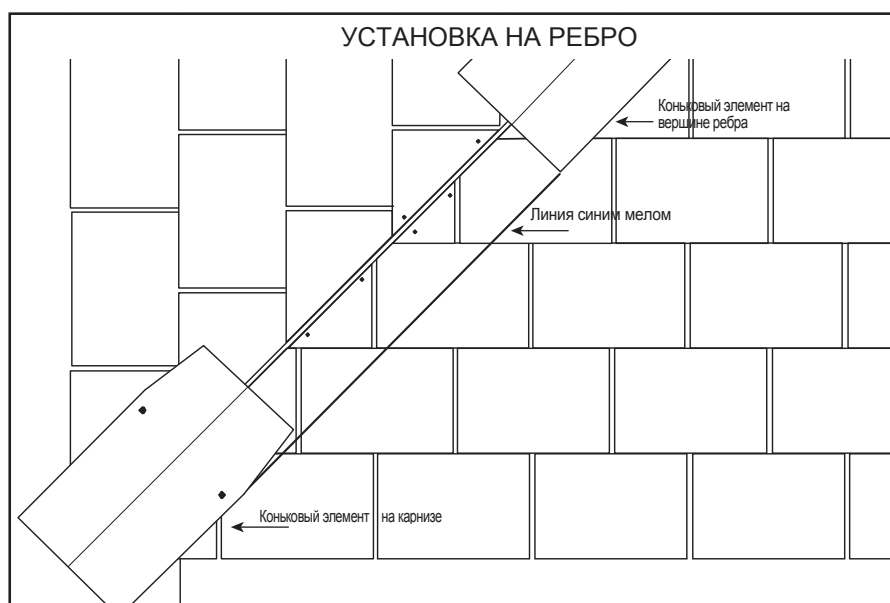 УСТАНОВКА НА РЕБРО
Коньковый элемент на
вершине ребра
Линия синим мелом
Коньковый элемент на карнизе